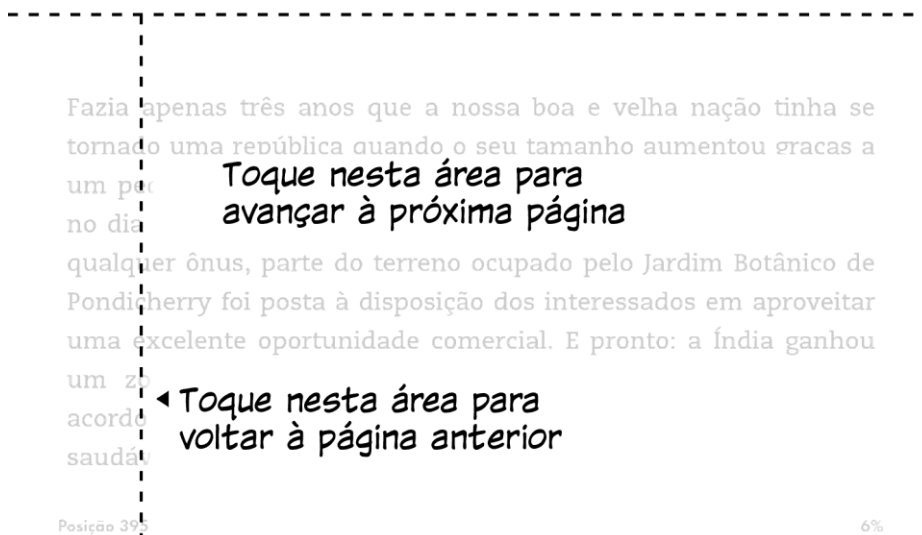 Fazia apenas três anos que a nossa boa e velha nação tinha se
tornado uma república quando o seu tamanho aumentou graças a
um
Toque nesta área para
avançar à próxima página
no dia
qualquer ônus, parte do terreno ocupado pelo Jardim Botânico de
Pondicherry foi posta à disposição dos interessados em aproveitar
uma excelente oportunidade comercial. E pronto: a Índia ganhou
um
◂ Toque nesta área para
voltar à página anterior
Posição 395
6%